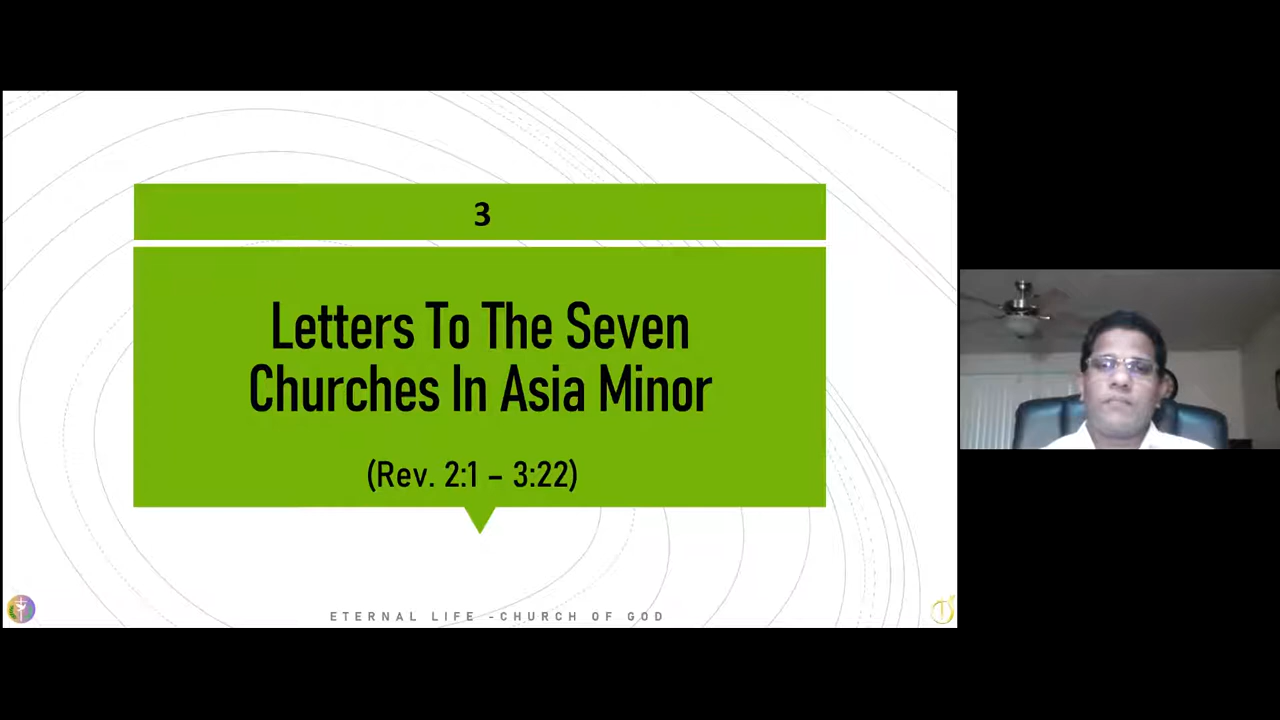 3
Letters To The Seven
Churches In Asia Minor
(Rev. 2:1 – 3:22)
ETERNAL LIFE -CHURCH OF GOD